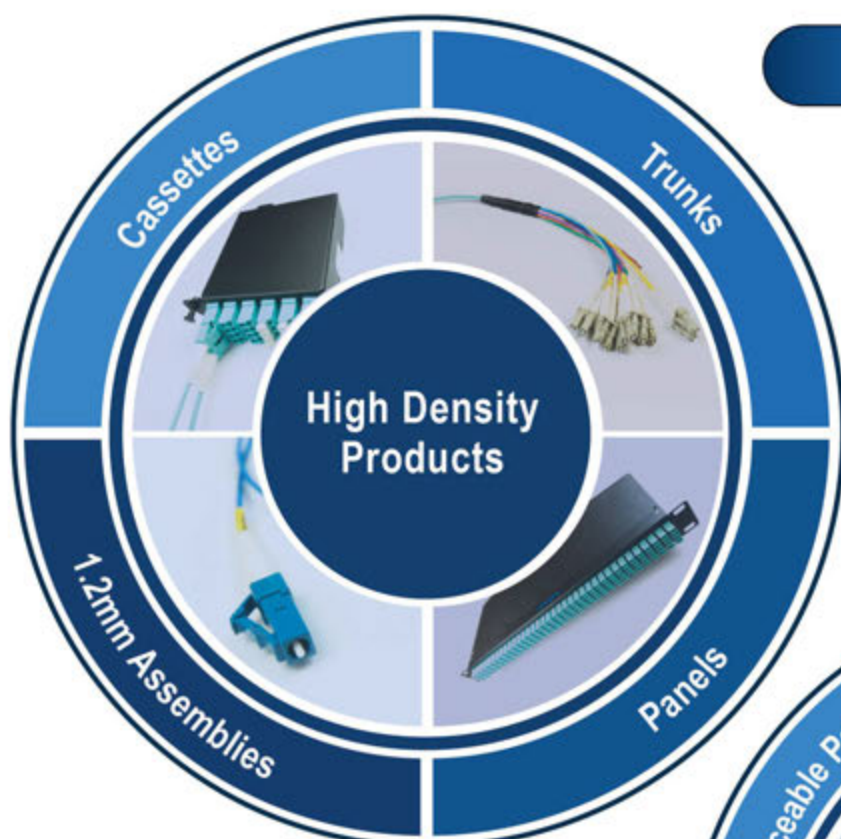 Cassettes
Trunks
High Density
Products
1.2mm Assemblies
Panels